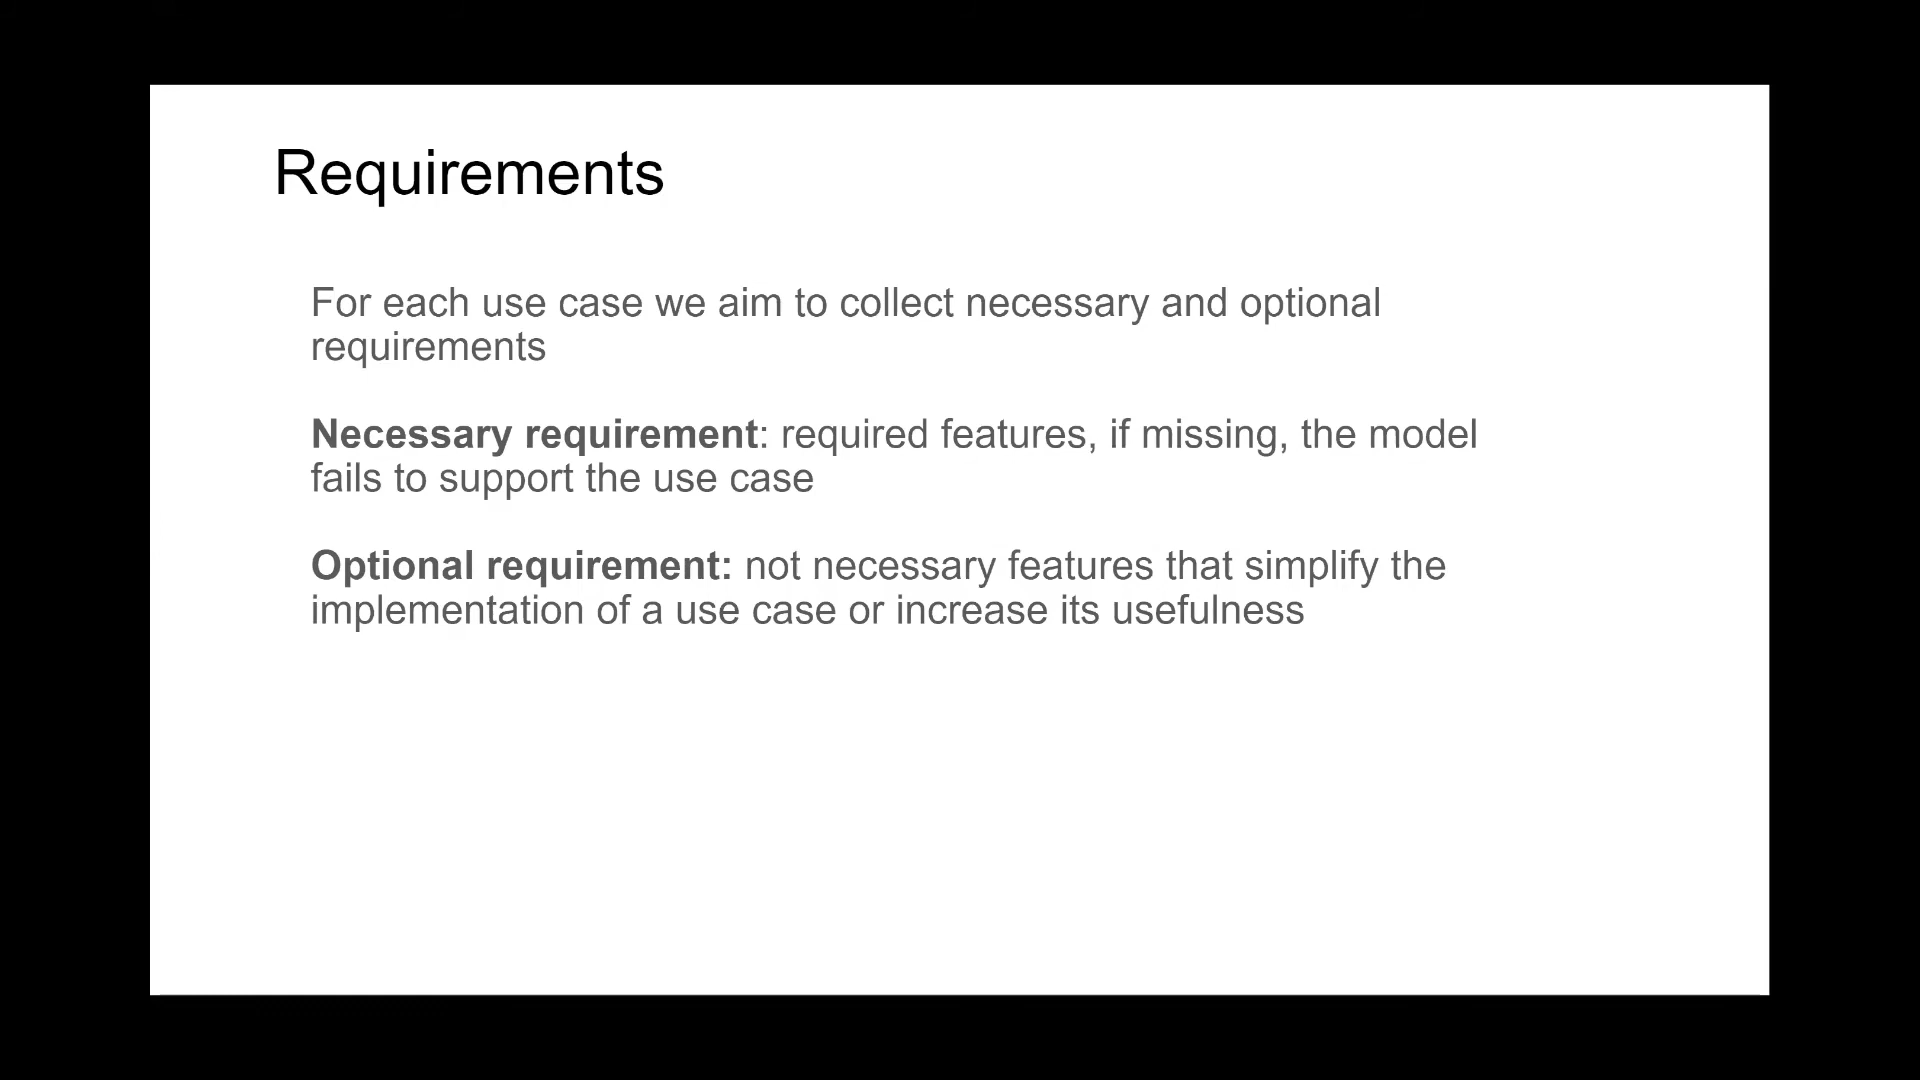 Requirements
For each use case we aim to collect necessary and optional
requirements
Necessary requirement: required features, if missing, the model
fails to support the use case
Optional requirement: not necessary features that simplify the
implementation of a use case or increase its usefulness